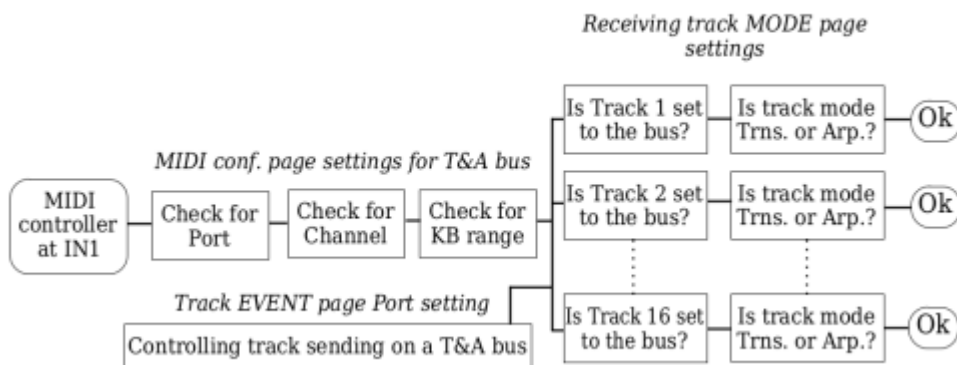 Receiving track MODE page
settings
MIDI conf. page settings for T&A bus
MIDI
controller
at IN1
Check for
Port
Check for
Channel
Check for
KB range
Is Track 1 set
to the bus?
Is track mode
Trns. or Arp.?
Ok
Is Track 2 set
to the bus?
Is track mode
Trns. or Arp.?
Ok
Track EVENT page Port setting
Controlling track sending on a T&A bus
Is Track 16 set
to the bus?
Is track mode
Trns. or Arp.?
Ok